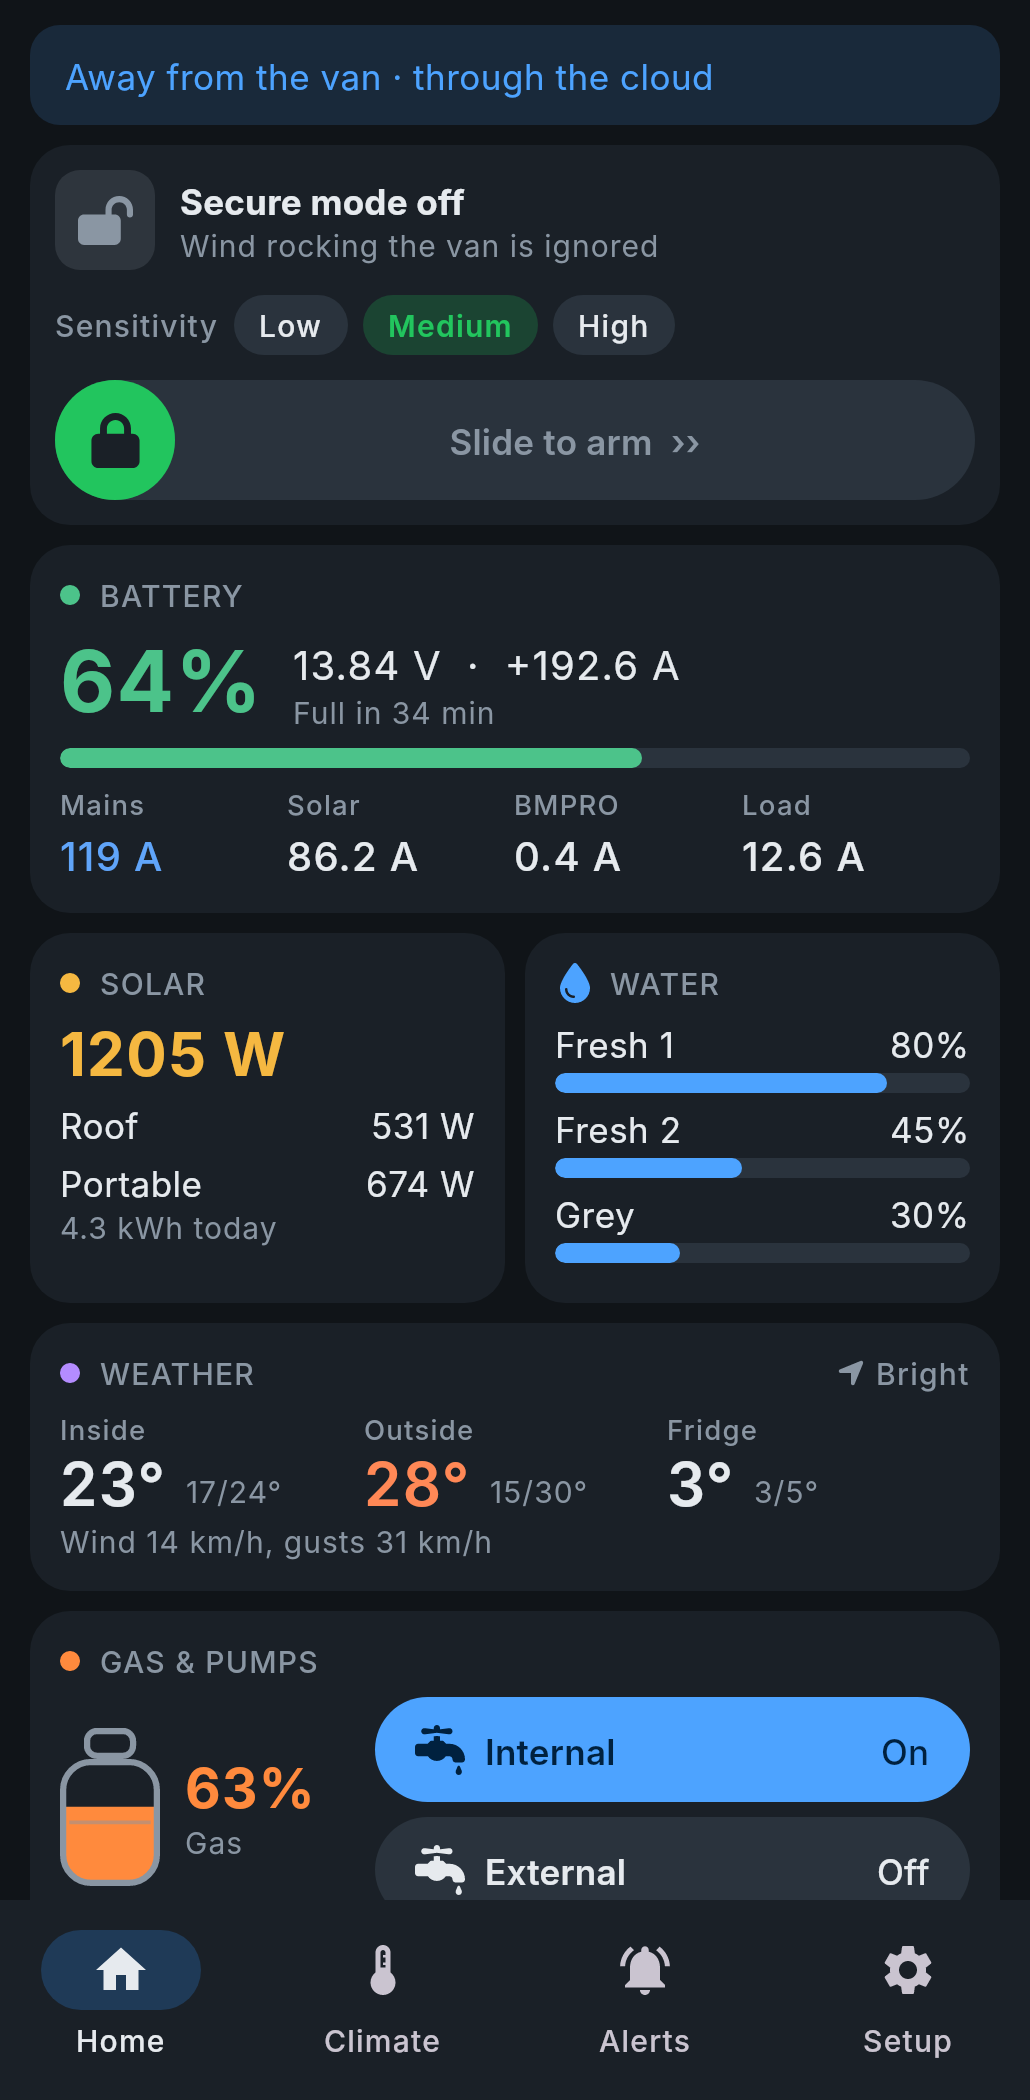 Away from the van · through the cloud
Secure mode off
Wind rocking the van is ignored
Sensitivity Low Medium High
Slide to arm ››
BATTERY
64% 13.84 V · +192.6 A
Full in 34 min
Mains Solar BMPRO Load
119 A 86.2 A 0.4 A 12.6 A
SOLAR
1205 W
Roof 531 W
Portable 674 W
4.3 kWh today
WATER
Fresh 1 80%
Fresh 2 45%
Grey 30%
WEATHER Bright
Inside Outside Fridge
23° 17/24° 28° 15/30° 3° 3/5°
Wind 14 km/h, gusts 31 km/h
GAS & PUMPS
63%
Gas
Internal On
External Off
Home Climate Alerts Setup